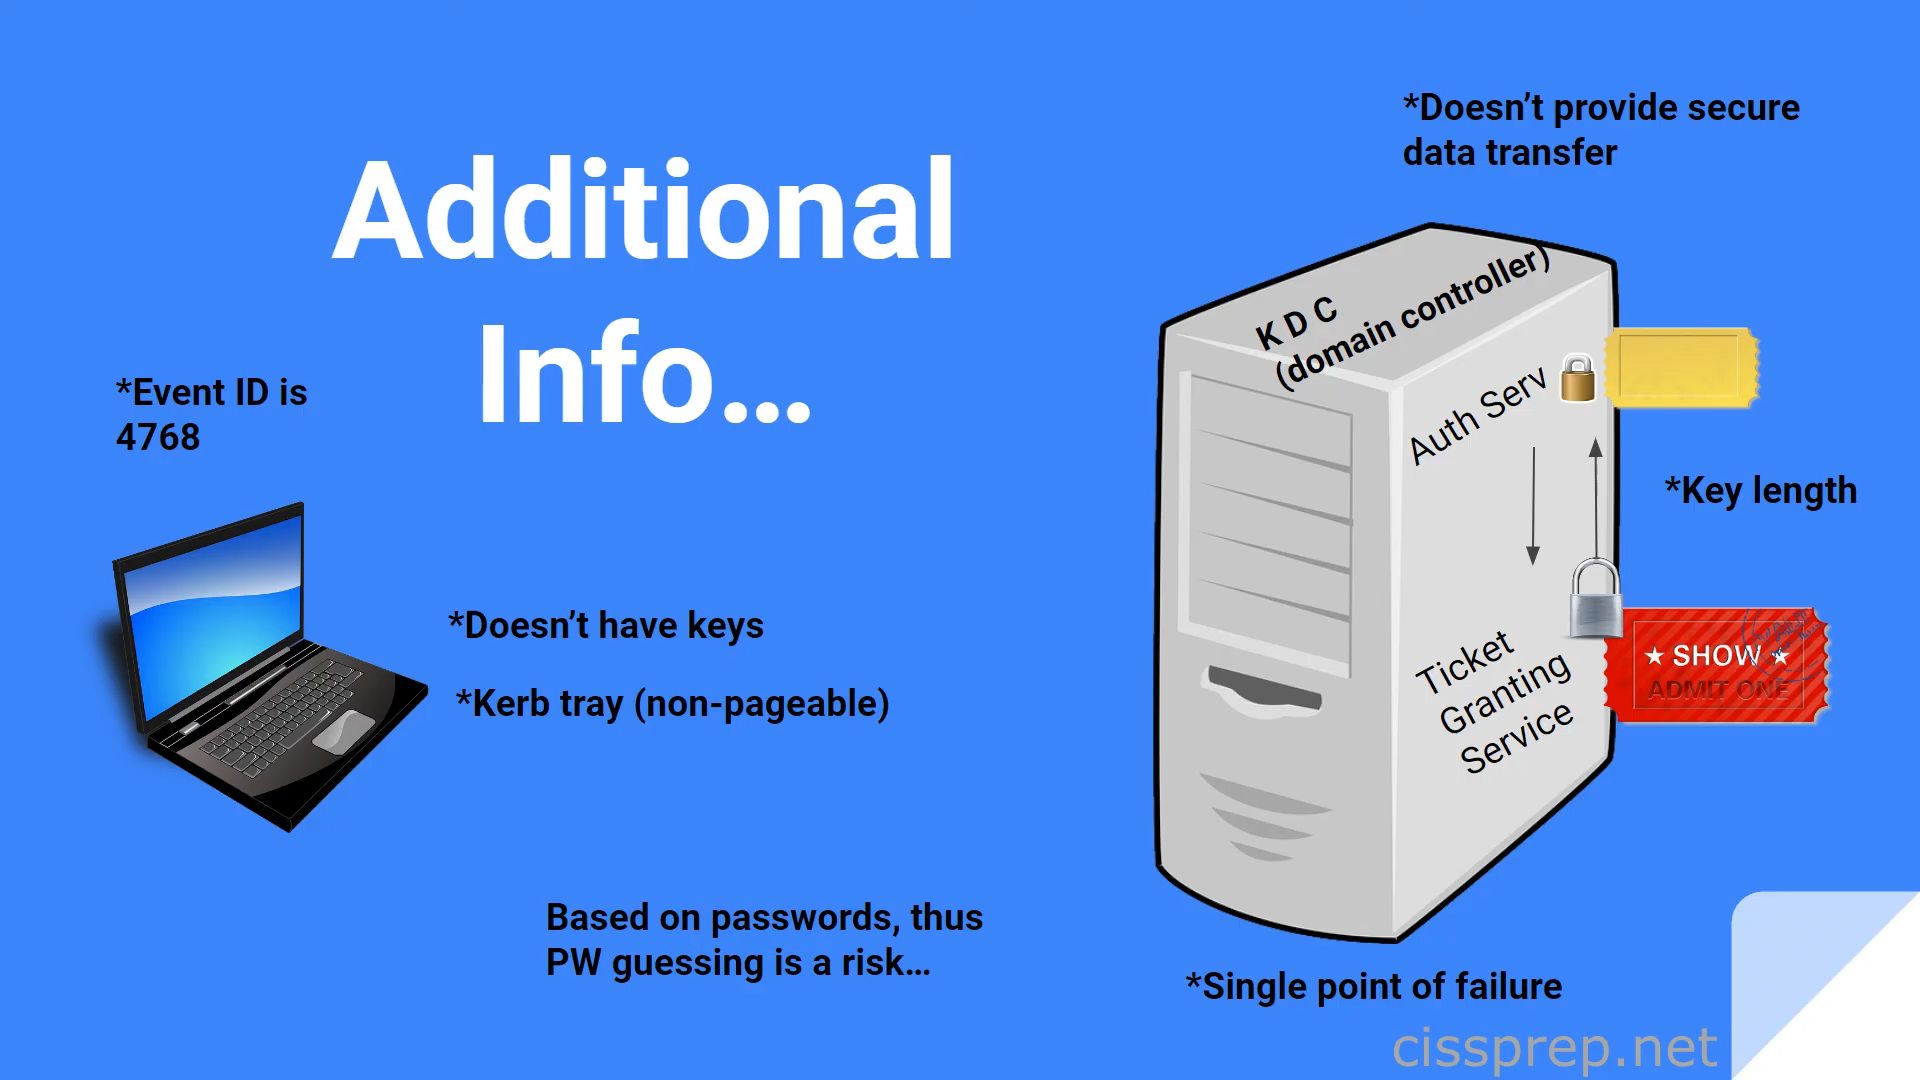 *Doesn’t provide secure
data transfer
Additional
Info...
*Event ID is
4768
K D C
(domain controller)
Auth Serv
*Key length
*Doesn’t have keys
*Kerb tray (non-pageable)
★ SHOW ★
ADMIT ONE
Ticket
Granting
Service
Based on passwords, thus
PW guessing is a risk...
*Single point of failure
cissprep.net